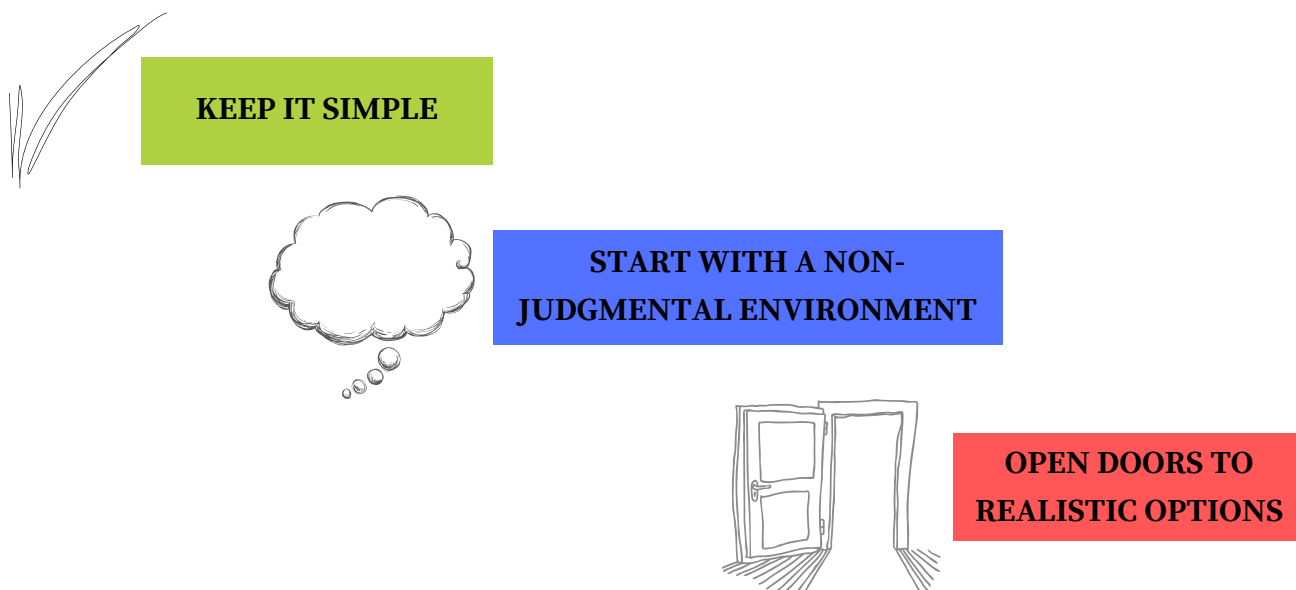 KEEP IT SIMPLE
START WITH A NON-
JUDGMENTAL ENVIRONMENT
OPEN DOORS TO
REALISTIC OPTIONS